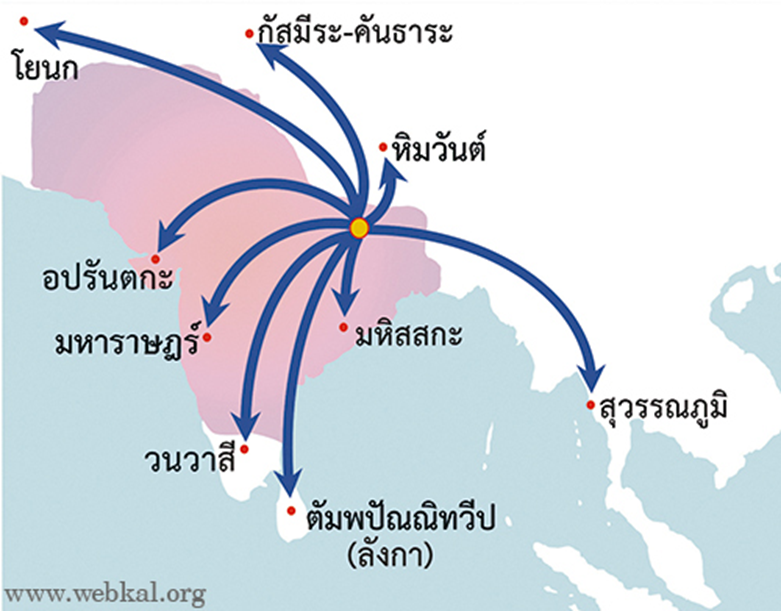 กัสมีระ-คันธาระ
โยนก
หิมวันต์
อปรันตกะ
มหาราษฎร์
มหิสสกะ
สุวรรณภูมิ
วนวาสี
ตัมพปัณณิทวีป
(ลังกา)
www.webkal.org